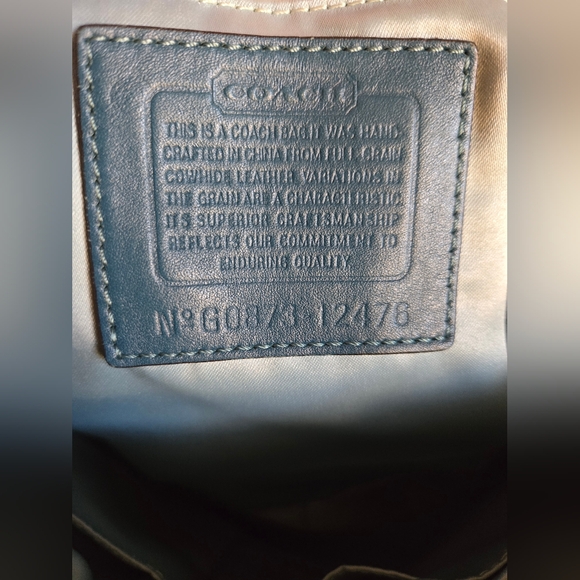 COACH
THIS IS A COACH BAG. IT WAS HAND-
CRAFTED IN CHINA FROM FULL GRAIN
COWHIDE LEATHER. VARIATIONS IN
THE GRAIN ARE A CHARACTERISTIC.
ITS SUPERIOR CRAFTSMANSHIP
REFLECTS OUR COMMITMENT TO
ENDURING QUALITY.
Nº G0873-12476